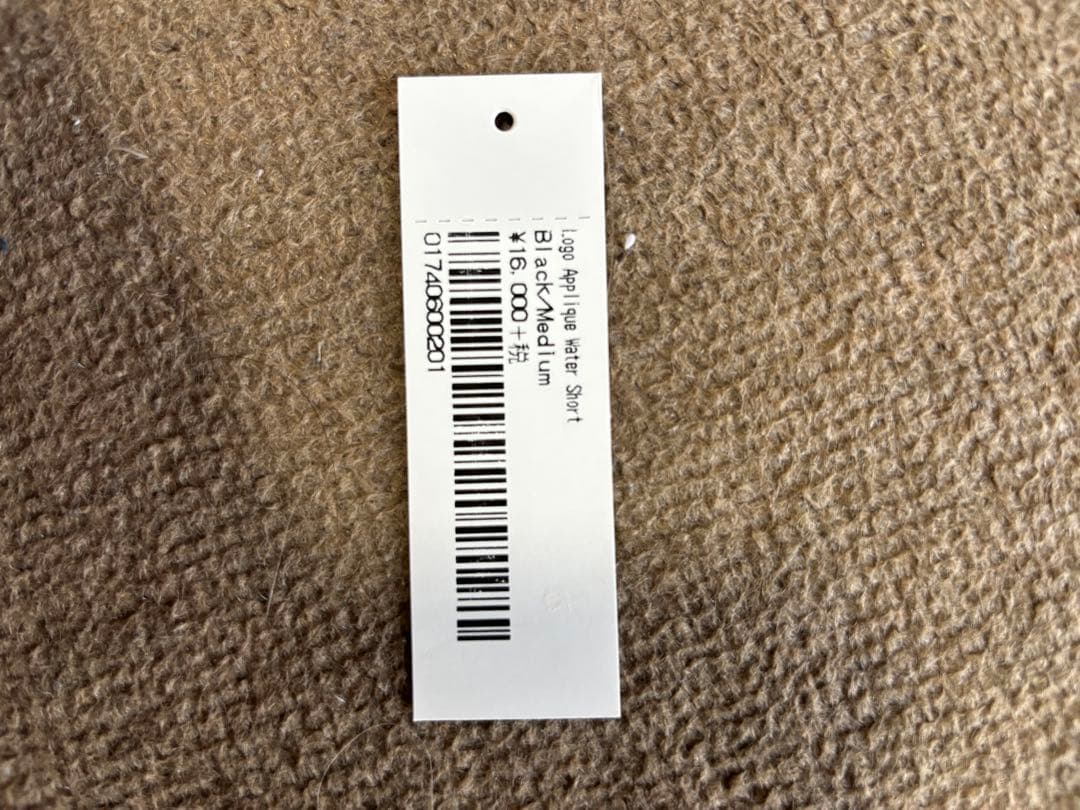 Logo Applique Water Short
Black/Medium
¥16,000+税
01740600201